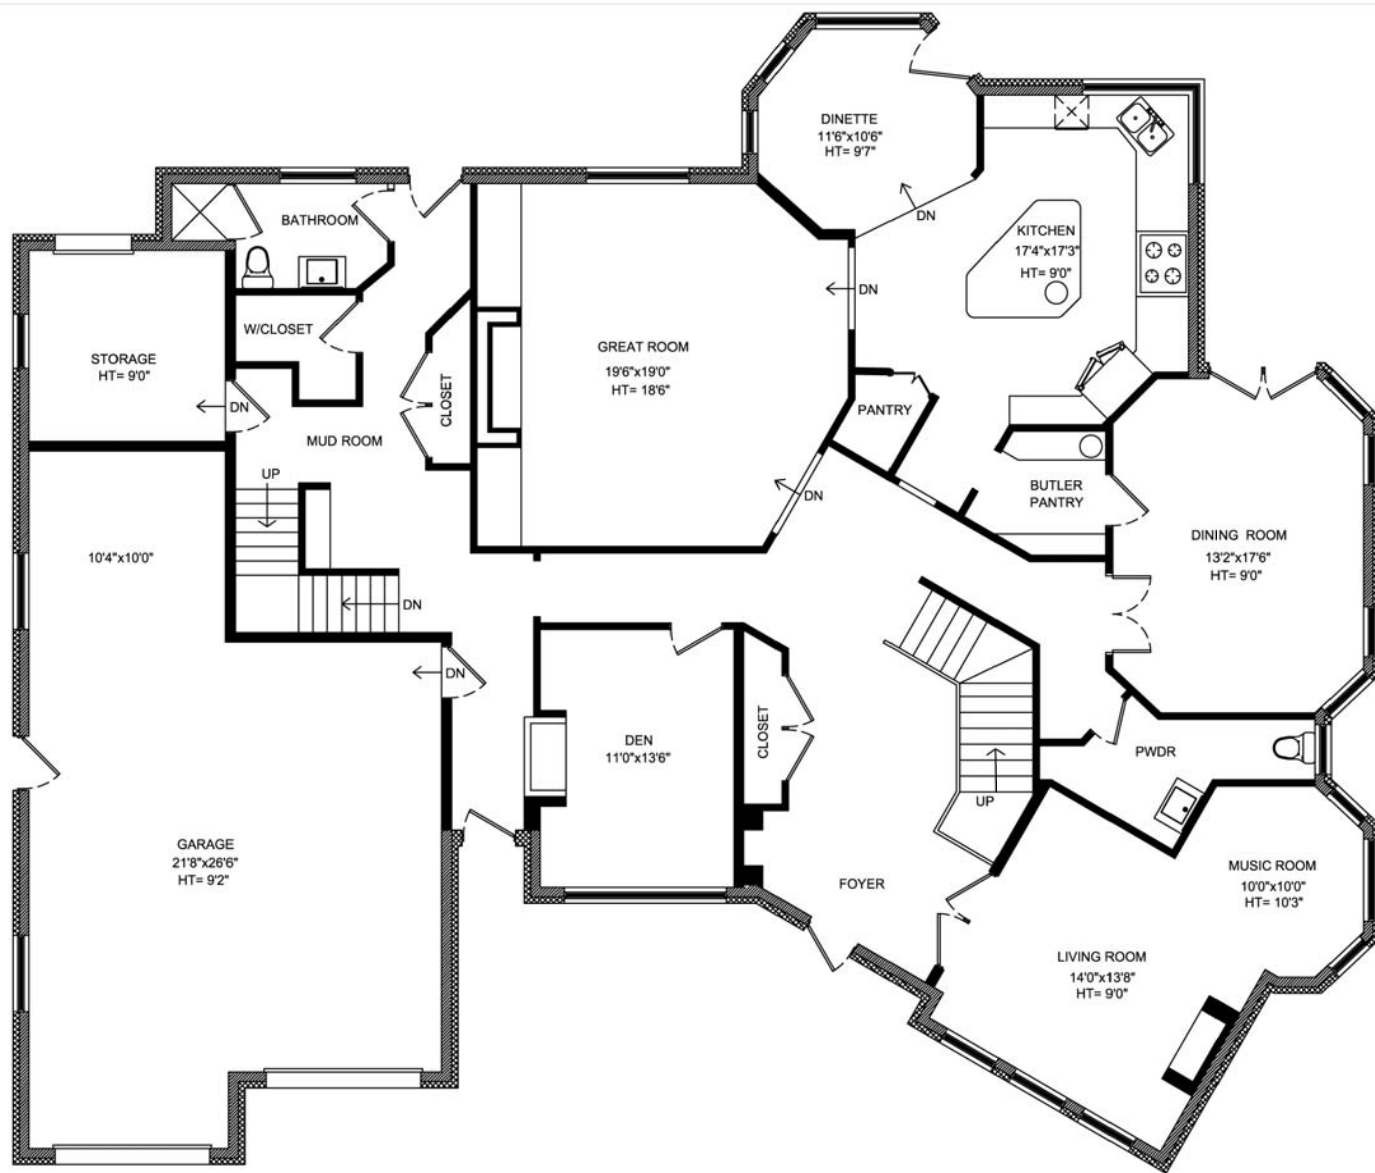 DINETTE
11'6"x10'6"
HT= 9'7"
BATHROOM
DN
KITCHEN
17'4"x17'3"
HT= 9'0"
DN
W/CLOSET
STORAGE
HT= 9'0"
GREAT ROOM
19'6"x19'0"
HT= 18'6"
CLOSET
DN
PANTRY
MUD ROOM
UP
DN
BUTLER
PANTRY
DINING ROOM
13'2"x17'6"
HT= 9'0"
10'4"x10'0"
DN
DN
CLOSET
DEN
11'0"x13'6"
PWDR
UP
GARAGE
21'8"x26'6"
HT= 9'2"
MUSIC ROOM
10'0"x10'0"
HT= 10'3"
FOYER
LIVING ROOM
14'0"x13'8"
HT= 9'0"